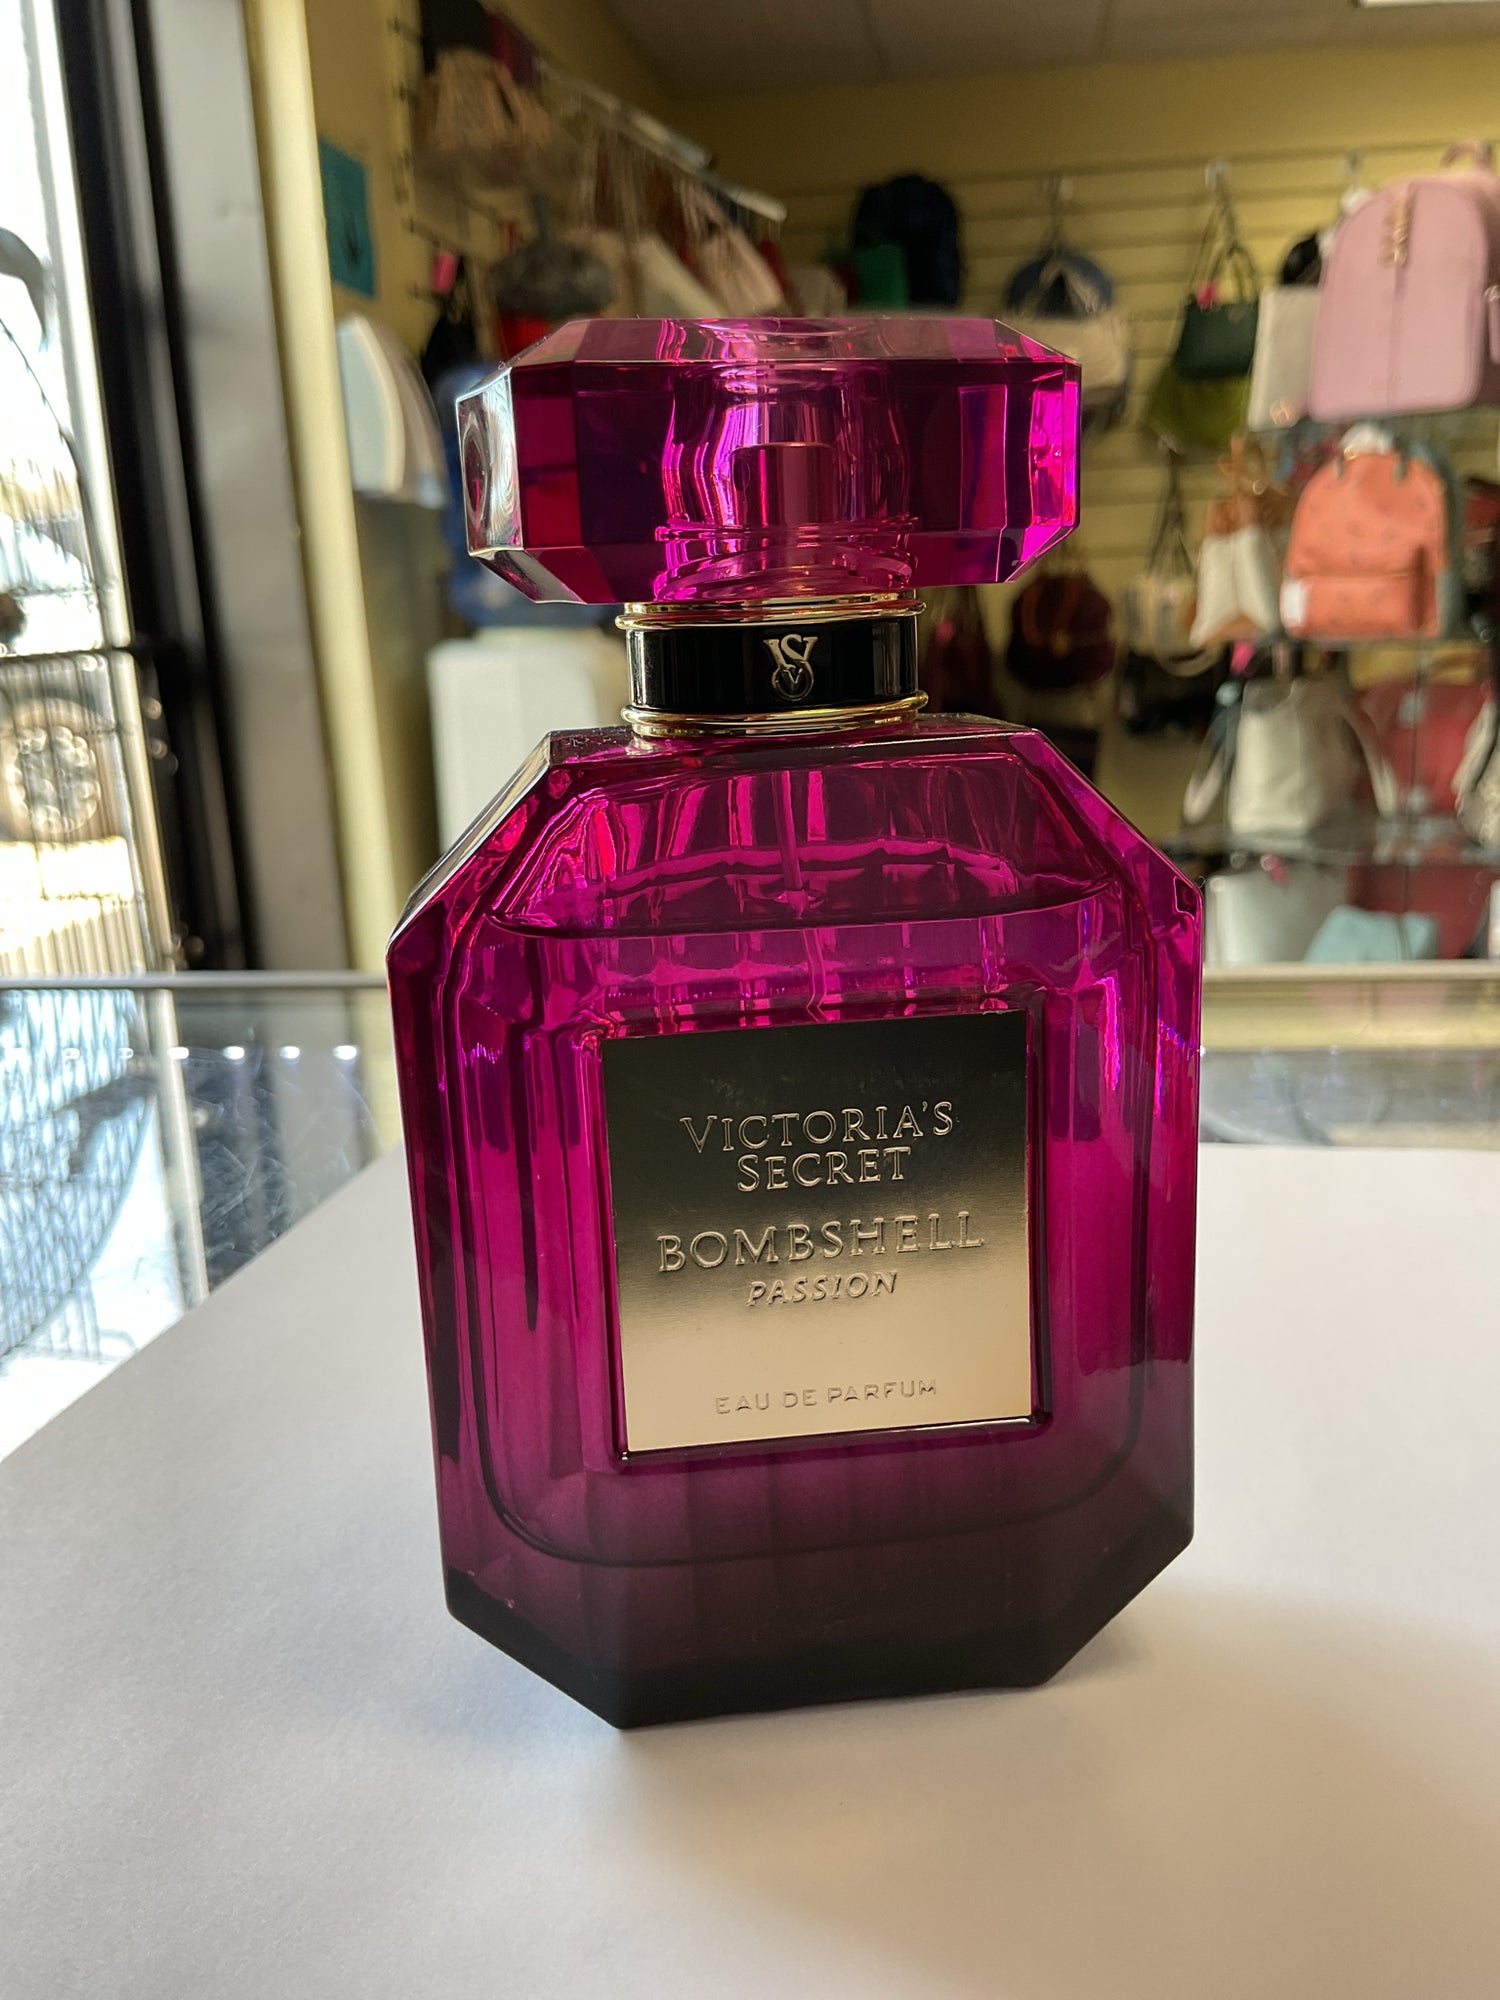 VS
VICTORIA'S
SECRET
BOMBSHELL
PASSION
EAU DE PARFUM